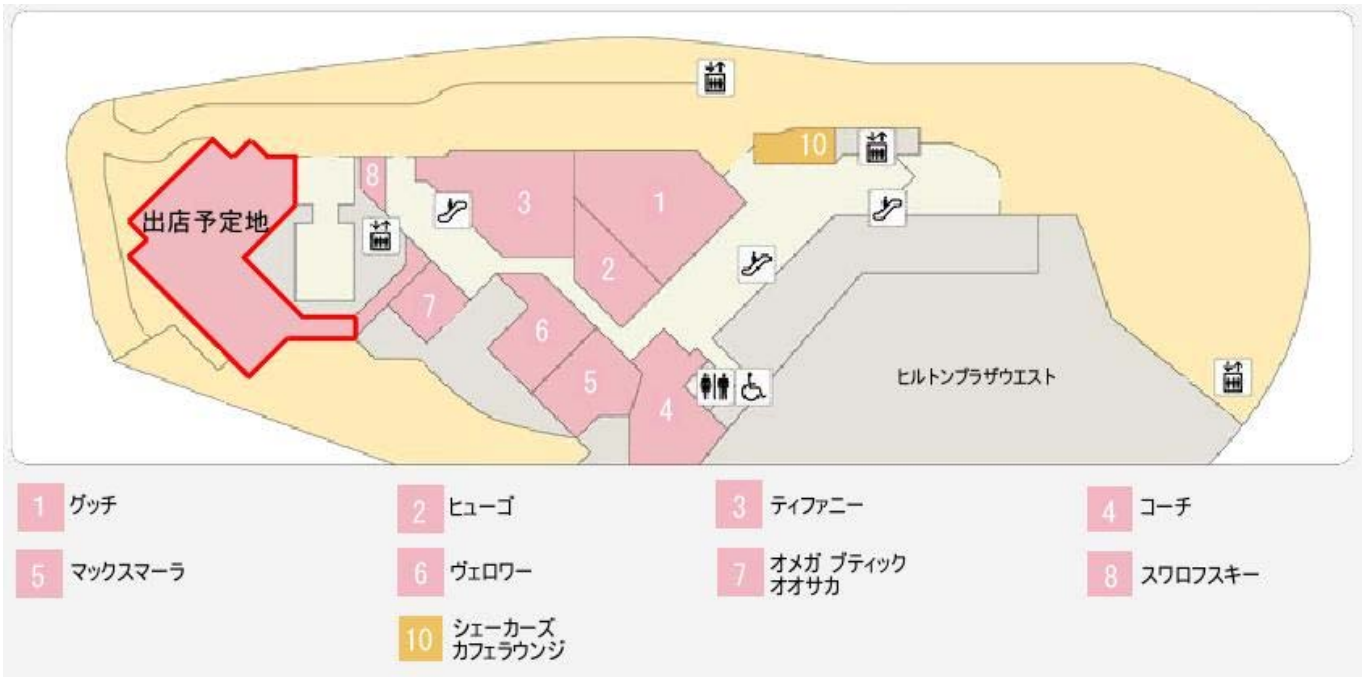 10
8
3
1
出店予定地
2
7
6
ヒルトンプラザウエスト
5
4
1 グッチ
2 ヒューゴ
3 ティファニー
4 コーチ
5 マックスマーラ
6 ヴェロワー
7 オメガ ブティック
オオサカ
8 スワロフスキー
10 シェーカーズ
カフェラウンジ